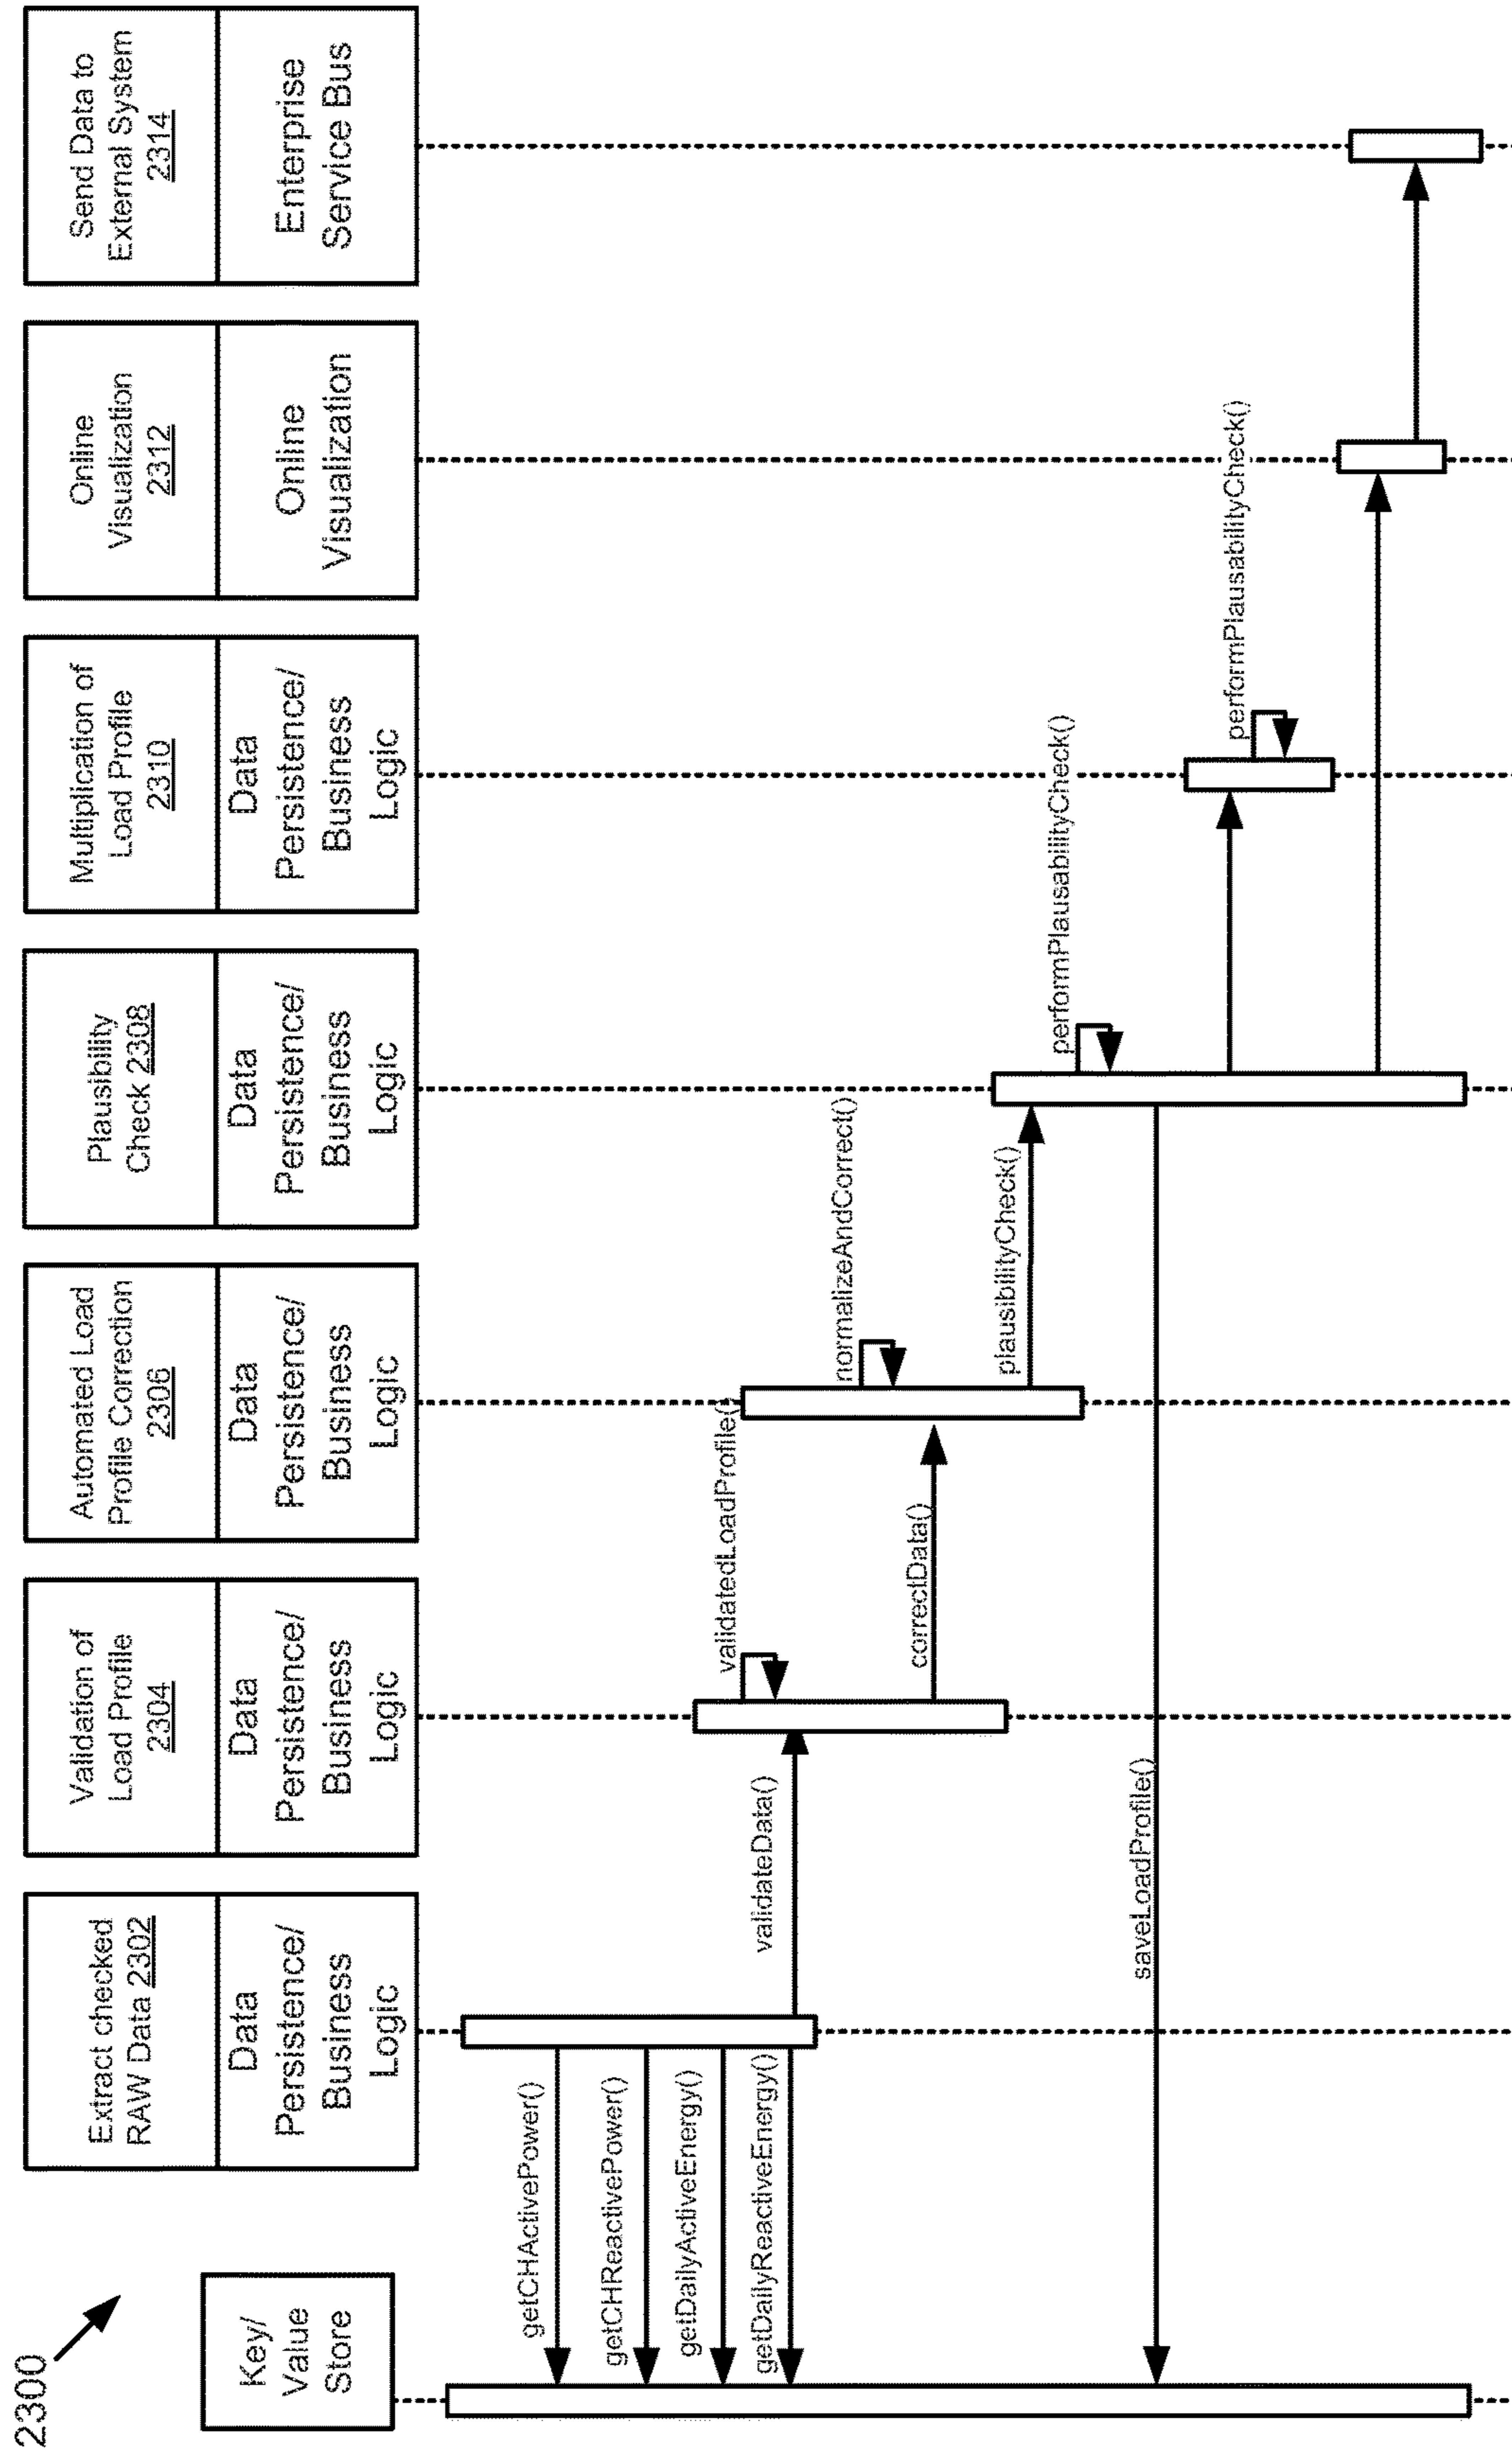 2300
Key/
Value
Store
Extract checked
RAW Data 2302
Data
Persistence/
Business
Logic
Validation of
Load Profile
2304
Data
Persistence/
Business
Logic
Automated Load
Profile Correction
2306
Data
Persistence/
Business
Logic
Plausibility
Check 2308
Data
Persistence/
Business
Logic
Multiplication of
Load Profile
2310
Data
Persistence/
Business
Logic
Online
Visualization
2312
Online
Visualization
Send Data to
External System
2314
Enterprise
Service Bus
getCHActivePower()
getCHReactivePower()
getDailyActiveEnergy()
getDailyReactiveEnergy()
validateData()
validatedLoadProfile()
correctData()
normalizeAndCorrect()
plausibilityCheck()
performPlausabilityCheck()
saveLoadProfile()
performPlausabilityCheck()